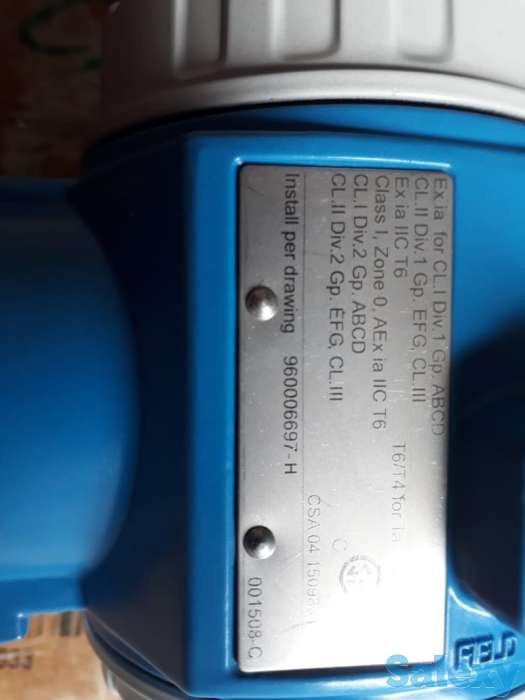 Ex ia for CL.I Div.1 Gp. ABCD
CL.II Div.1 Gp. EFG, CL.III
Ex ia IIC T6
T6/T4 for Ta
Class I, Zone 0, AEx ia IIC T6
CL.I Div.2 Gp. ABCD
CL.II Div.2 Gp. EFG, CL.III
C
CSA 04
Install per drawing 960006697-H
001508-C
FIELD